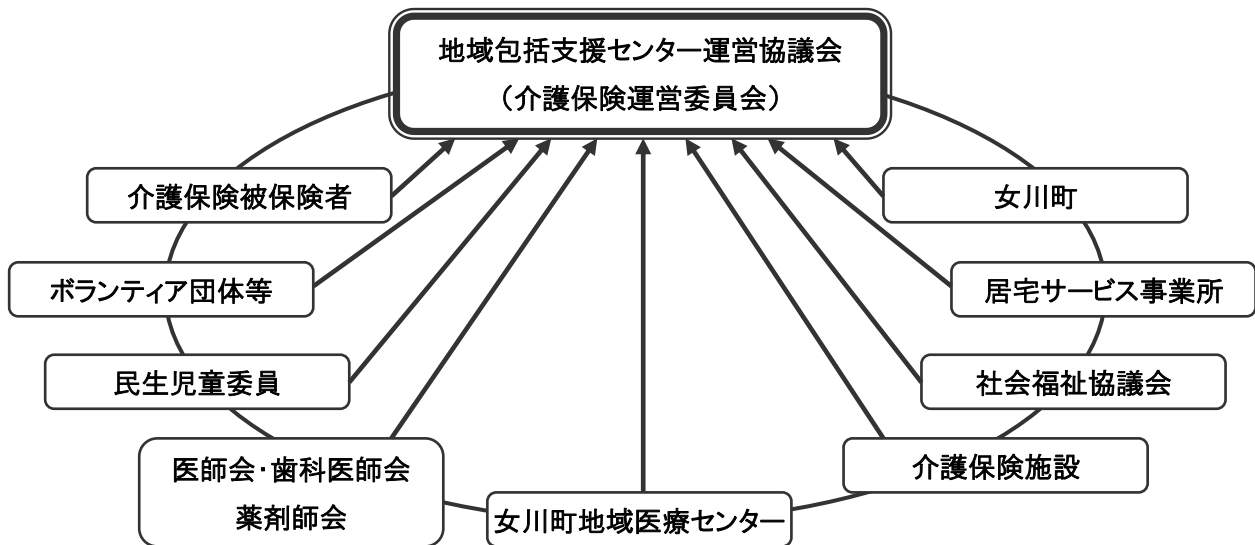 地域包括支援センター運営協議会
（介護保険運営委員会）
介護保険被保険者
女川町
ボランティア団体等
居宅サービス事業所
民生児童委員
社会福祉協議会
医師会・歯科医師会
薬剤師会
介護保険施設
女川町地域医療センター